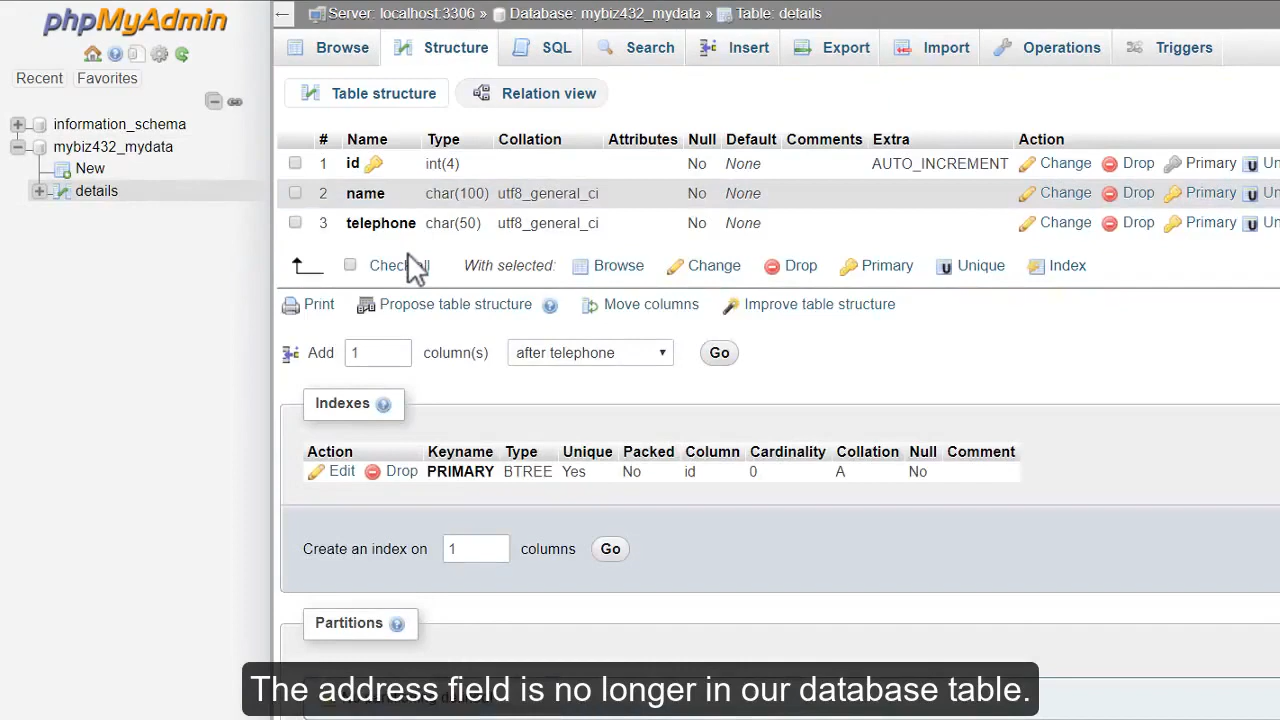 phpMyAdmin
Recent Favorites
information_schema
mybiz432_mydata
New
details
Server: localhost:3306 » Database: mybiz432_mydata » Table: details
Browse Structure SQL Search Insert Export Import Operations Triggers
Table structure Relation view
# Name Type Collation Attributes Null Default Comments Extra Action
1 id int(4) No None AUTO_INCREMENT Change Drop Primary Un
2 name char(100) utf8_general_ci No None Change Drop Primary Un
3 telephone char(50) utf8_general_ci No None Change Drop Primary Un
Check all With selected: Browse Change Drop Primary Unique Index
Print Propose table structure Move columns Improve table structure
Add 1 column(s) after telephone Go
Indexes
Action Keyname Type Unique Packed Column Cardinality Collation Null Comment
Edit Drop PRIMARY BTREE Yes No id 0 A No
Create an index on 1 columns Go
Partitions
The address field is no longer in our database table.